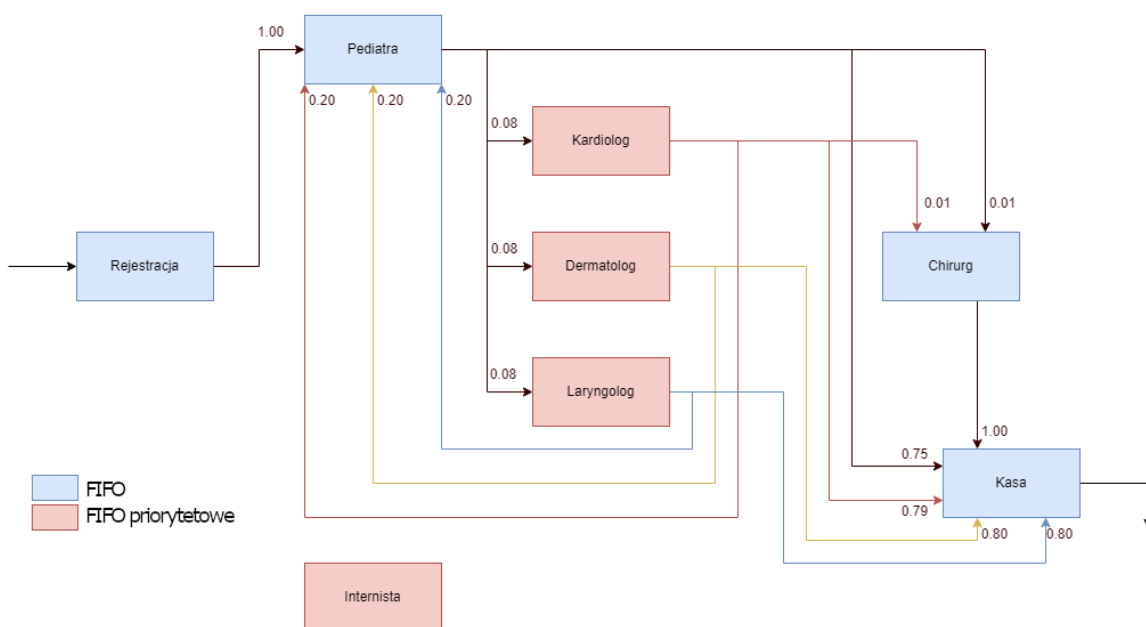 1.00
Pediatra
0.20
0.20
0.20
0.08
Kardiolog
0.01
0.01
Rejestracja
0.08
Dermatolog
Chirurg
0.08
Laryngolog
1.00
0.75
Kasa
FIFO
FIFO priorytetowe
0.79
0.80
0.80
Internista